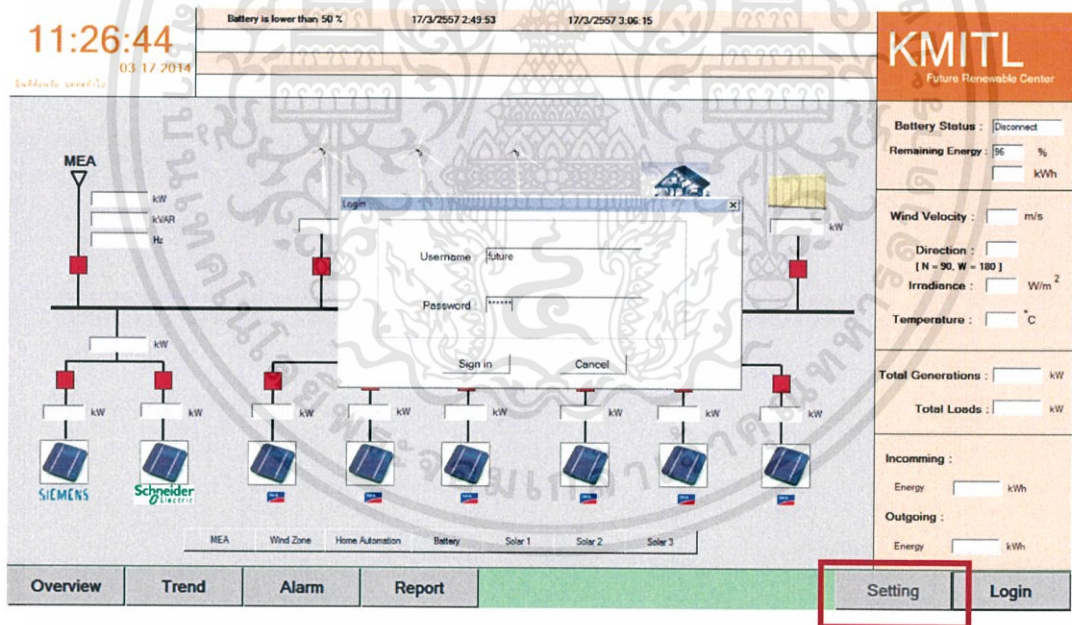 Battery is lower than 50 % 17/3/2557 2:49:53 17/3/2557 3:06:15
11:26:44
03-17-2014
KMITL
Future Renewable Center
Battery Status : Disconnect
Remaining Energy : 96 %
kWh
MEA
kW
kVAR
Hz
kW
Login
Username : future
Password : ******
Sign in Cancel
Wind Velocity : m/s
Direction :
[ N = 90, W = 180 ]
Irradiance : W/m 2
Temperature : °C
kW
kW kW kW kW kW kW kW kW
SIEMENS Schneider Electric
Total Generations : kW
Total Loads : kW
Incomming :
Energy kWh
Outgoing :
Energy kWh
MEA Wind Zone Home Automation Battery Solar 1 Solar 2 Solar 3
Overview Trend Alarm Report Setting Login